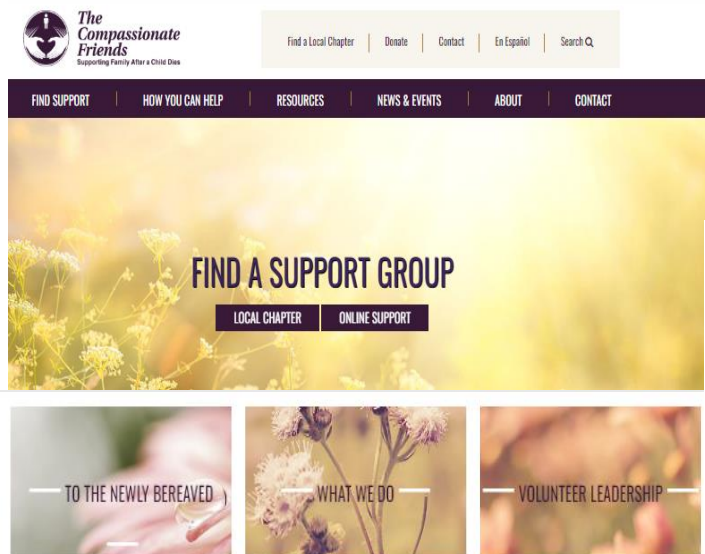 The
Compassionate
Friends
Supporting Family After a Child Dies
Find a Local Chapter
Donate
Contact
En Español
Search
FIND SUPPORT
HOW YOU CAN HELP
RESOURCES
NEWS & EVENTS
ABOUT
CONTACT
FIND A SUPPORT GROUP
LOCAL CHAPTER
ONLINE SUPPORT
TO THE NEWLY BEREAVED
WHAT WE DO
VOLUNTEER LEADERSHIP